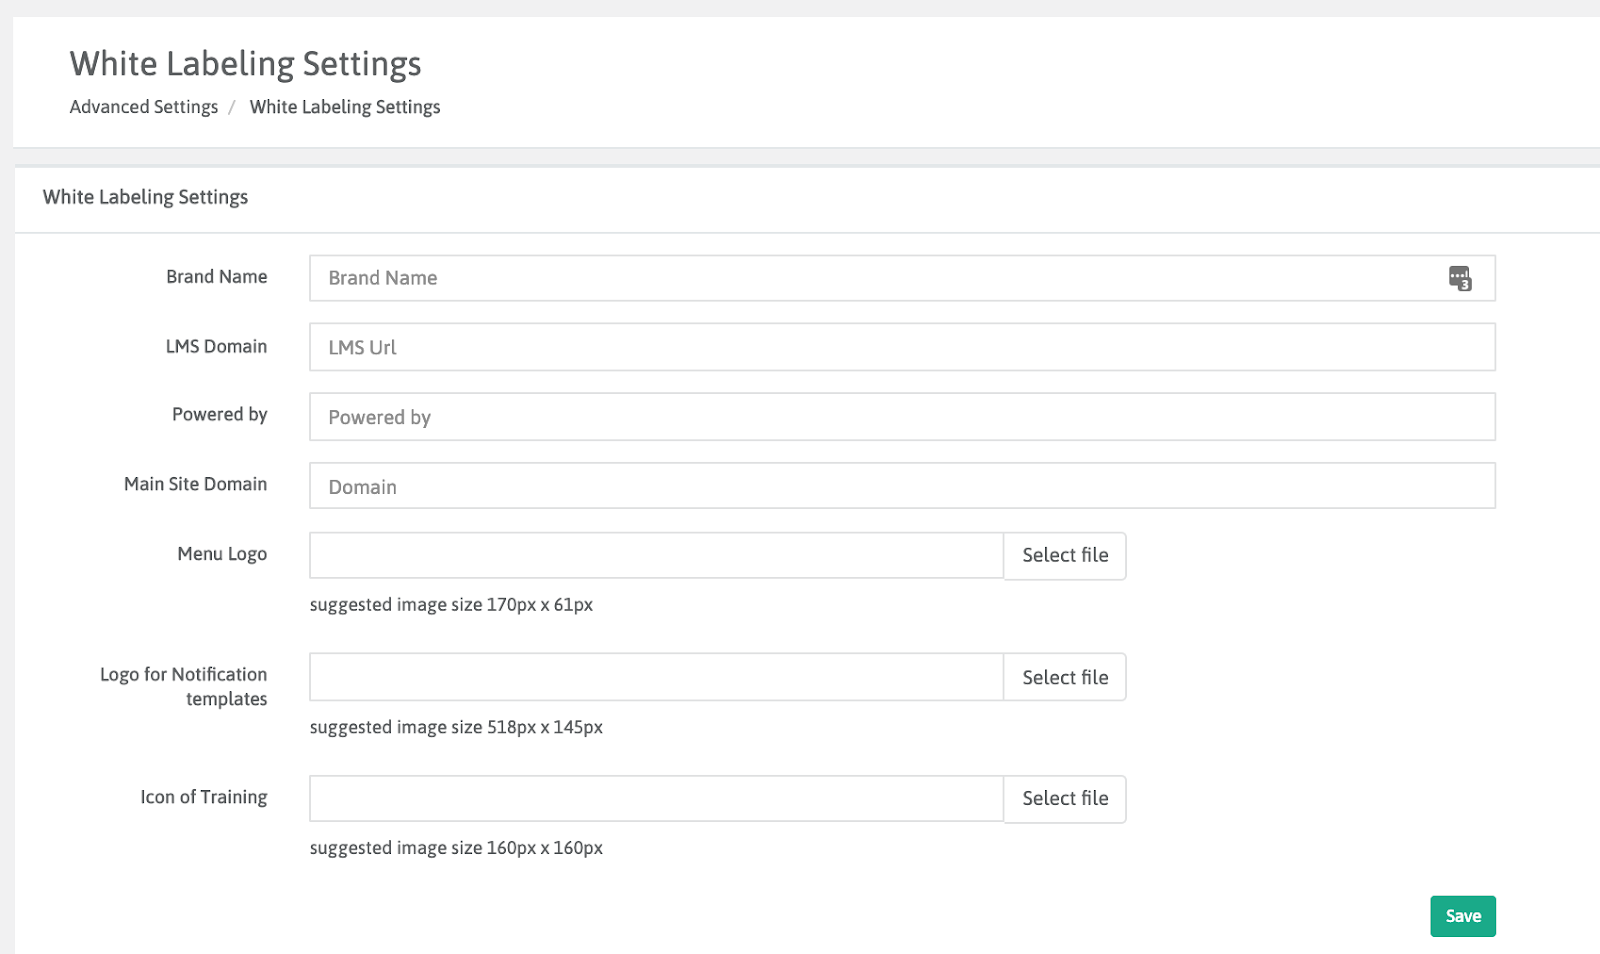 White Labeling Settings
Advanced Settings / White Labeling Settings
White Labeling Settings
Brand Name
Brand Name
3
LMS Domain
LMS Url
Powered by
Powered by
Main Site Domain
Domain
Menu Logo
Select file
suggested image size 170px x 61px
Logo for Notification
templates
Select file
suggested image size 518px x 145px
Icon of Training
Select file
suggested image size 160px x 160px
Save